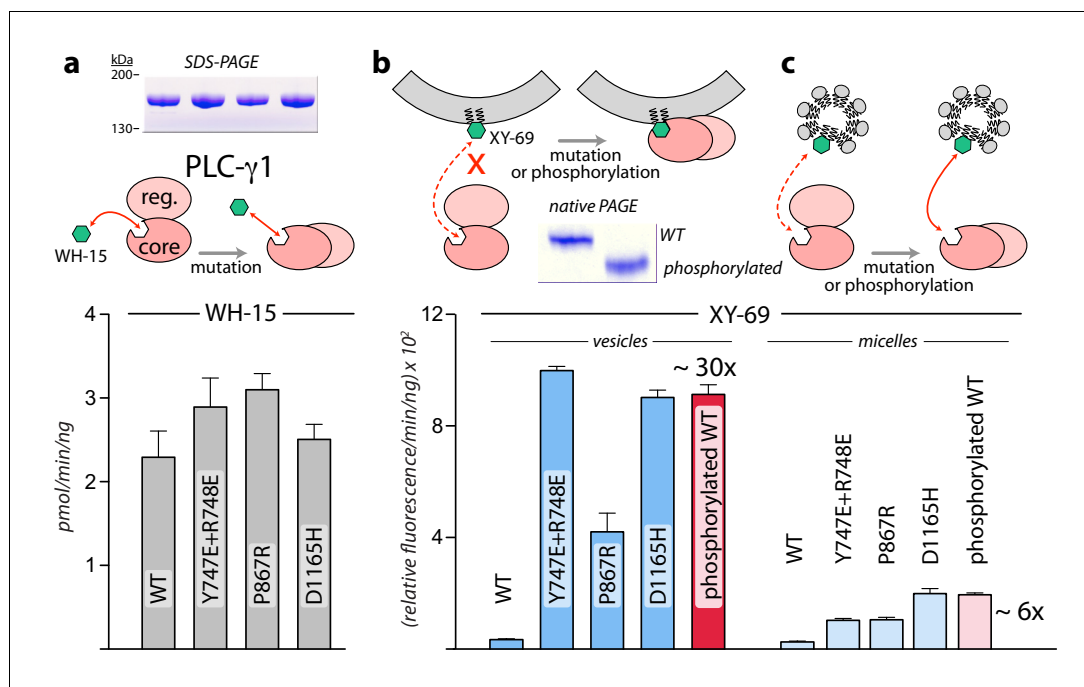 a
kDa
200–
130–
SDS-PAGE
PLC-γ1
reg.
core
WH-15
mutation
WH-15
4
3
2
1
pmol/min/ng
WT
Y747E+R748E
P867R
D1165H
b
XY-69
X
mutation
or phosphorylation
native PAGE
WT
phosphorylated
c
mutation
or phosphorylation
XY-69
vesicles
micelles
12
8
4
(relative fluorescence/min/ng) x 10²
WT
Y747E+R748E
P867R
D1165H
phosphorylated WT
~ 30x
WT
Y747E+R748E
P867R
D1165H
phosphorylated WT
~ 6x